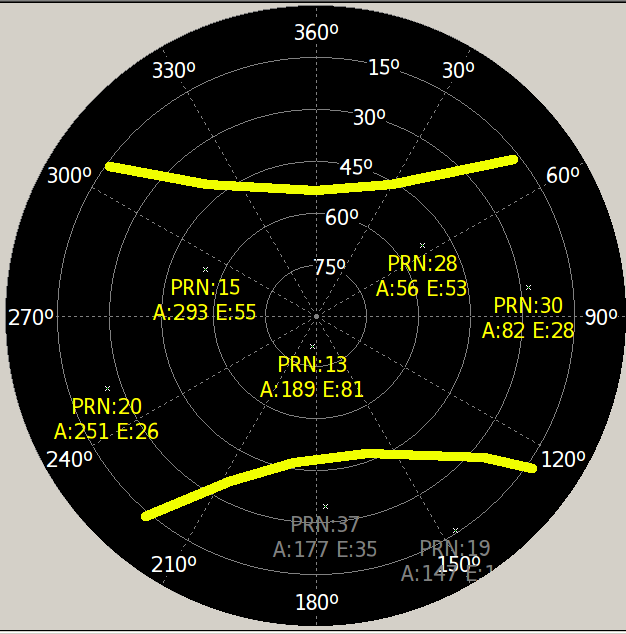 360º
330º
15º
30º
30º
45º
300º
60º
60º
75º
PRN:28
A:56 E:53
PRN:15
A:293 E:55
PRN:30
A:82 E:28
270º
90º
PRN:13
A:189 E:81
PRN:20
A:251 E:26
240º
120º
PRN:37
A:177 E:35
PRN:19
A:147 E:1
210º
150º
180º